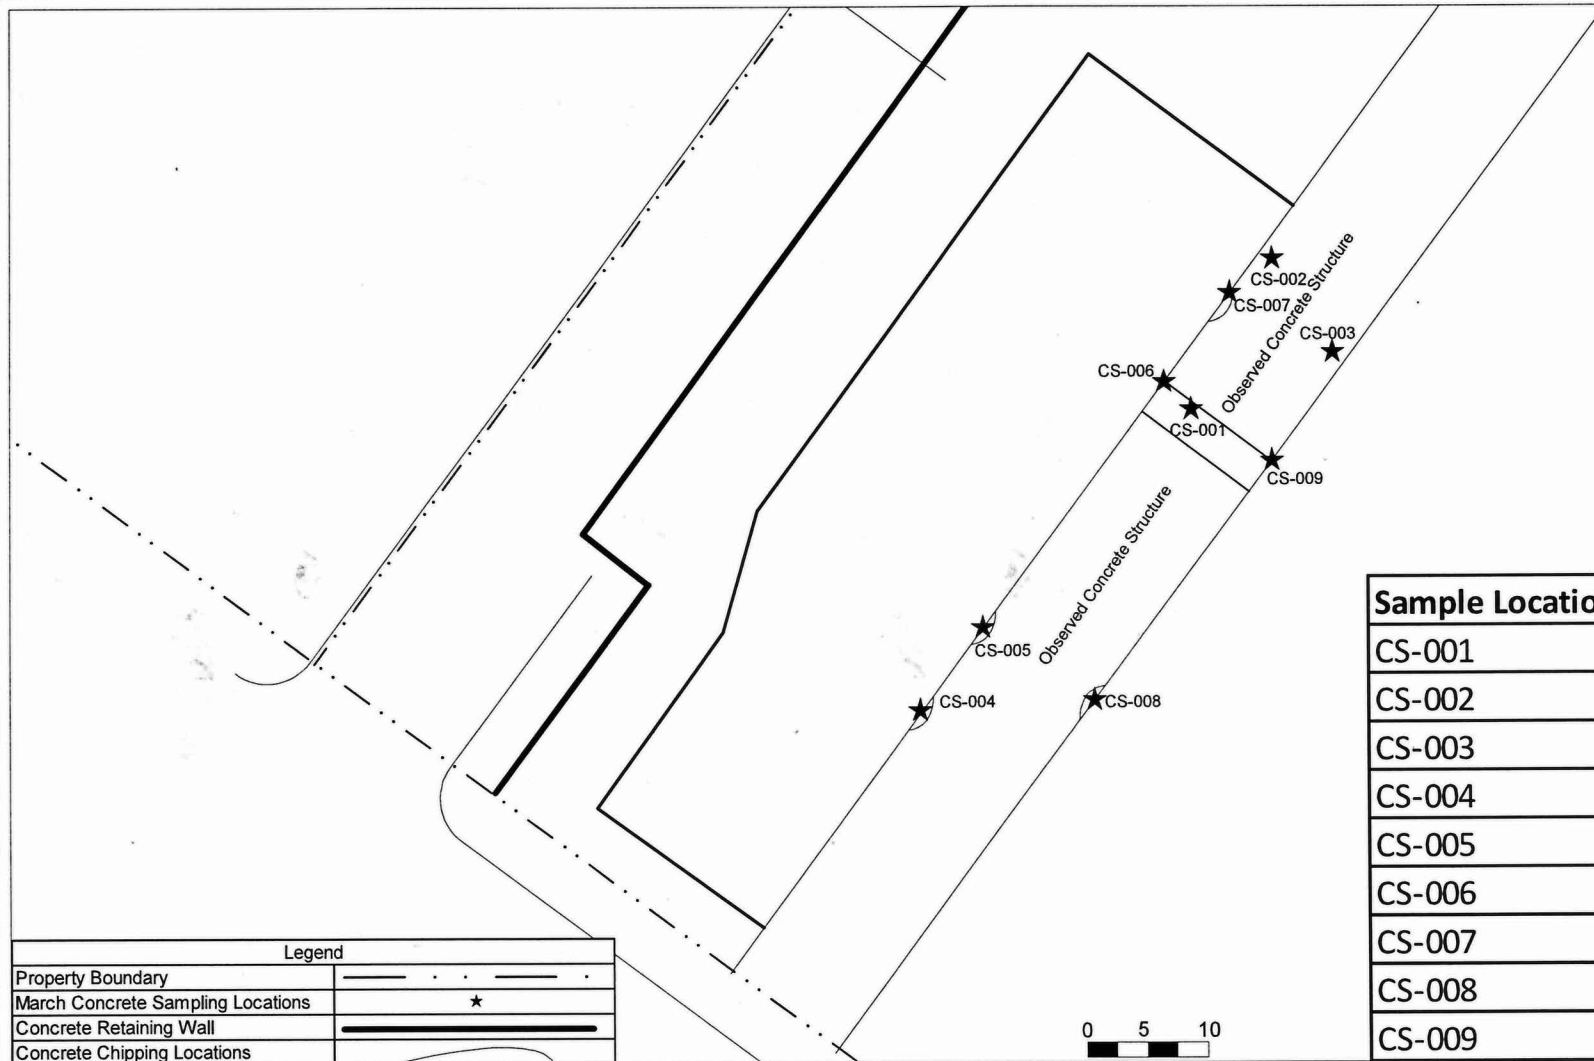 CS-002
CS-007
Observed Concrete Structure
CS-003
CS-006
CS-001
CS-009
Observed Concrete Structure
CS-005
CS-004
CS-008
Sample Locatio
CS-001
CS-002
CS-003
CS-004
CS-005
CS-006
CS-007
CS-008
CS-009
Legend
Property Boundary
March Concrete Sampling Locations
Concrete Retaining Wall
Concrete Chipping Locations
0 5 10